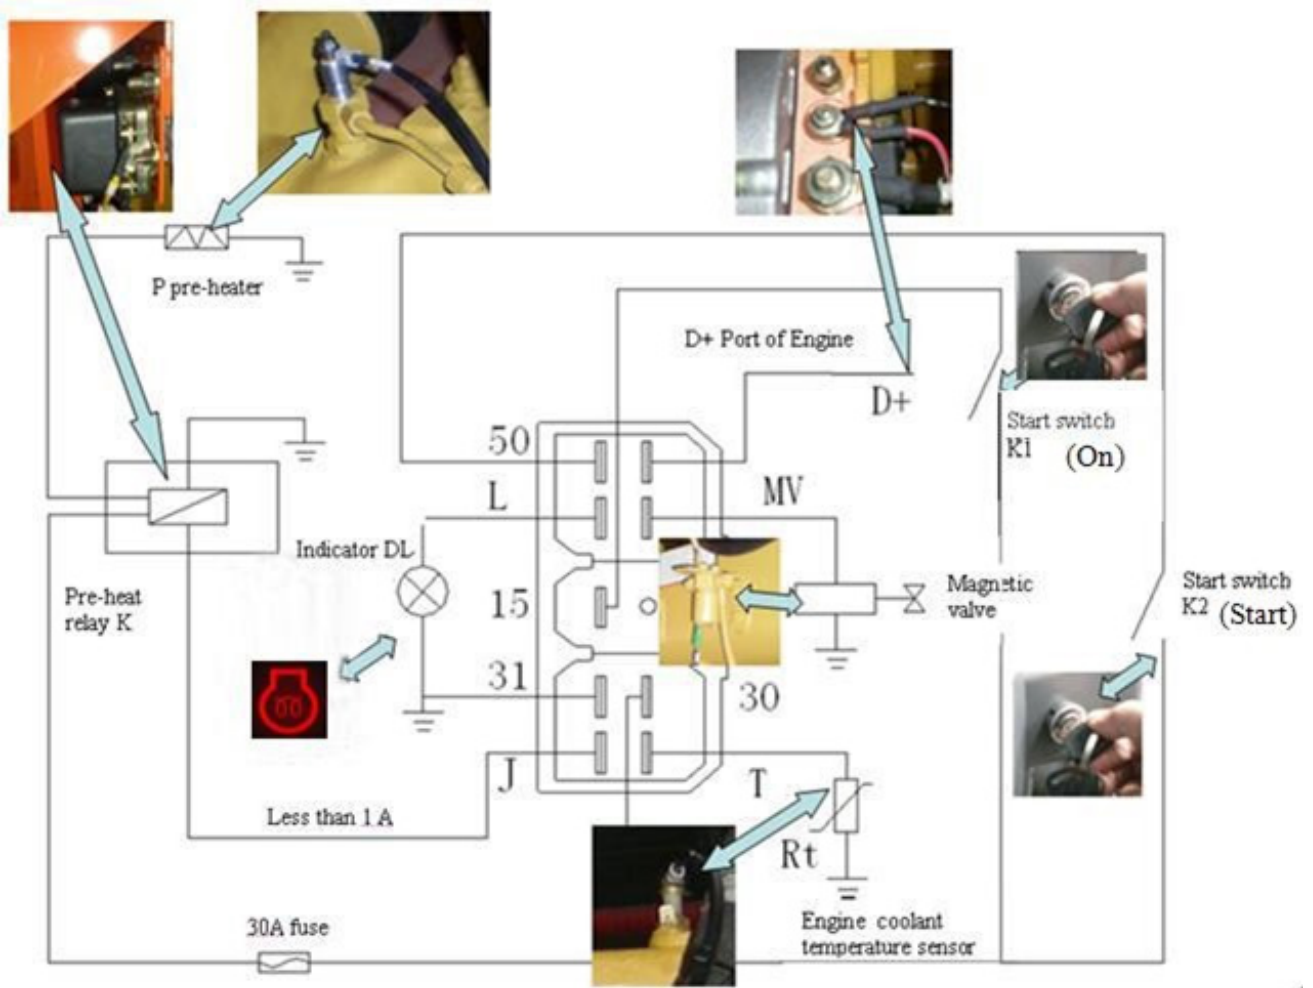 P pre-heater
D+ Port of Engine
D+
Start switch
K1 (On)
50
L
MV
Indicator DL
15
Magnetic
valve
Start switch
K2 (Start)
Pre-heat
relay K
31
30
J
T
Less than 1 A
Rt
30A fuse
Engine coolant
temperature sensor